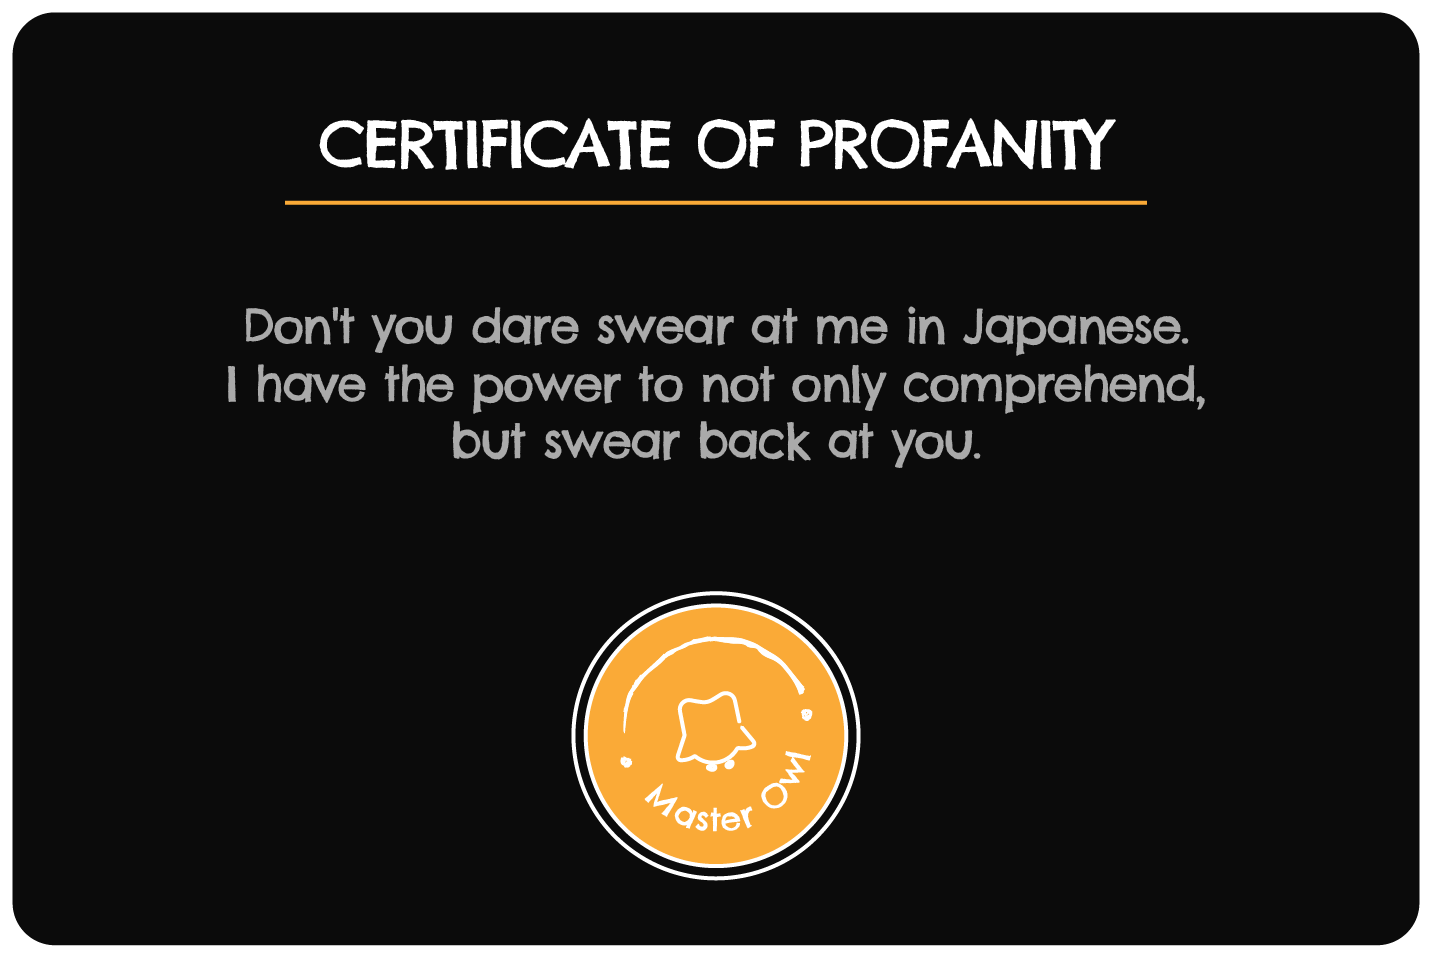 CERTIFICATE OF PROFANITY
Don't you dare swear at me in Japanese.
I have the power to not only comprehend,
but swear back at you.
Master Owl